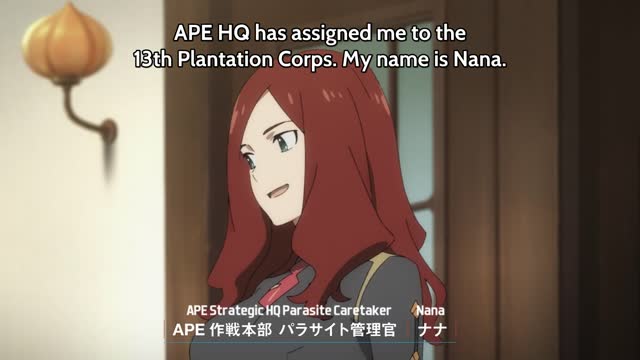 APE HQ has assigned me to the
13th Plantation Corps. My name is Nana.
APE Strategic HQ Parasite Caretaker Nana
APE 作戦本部 パラサイト管理官 ナナ